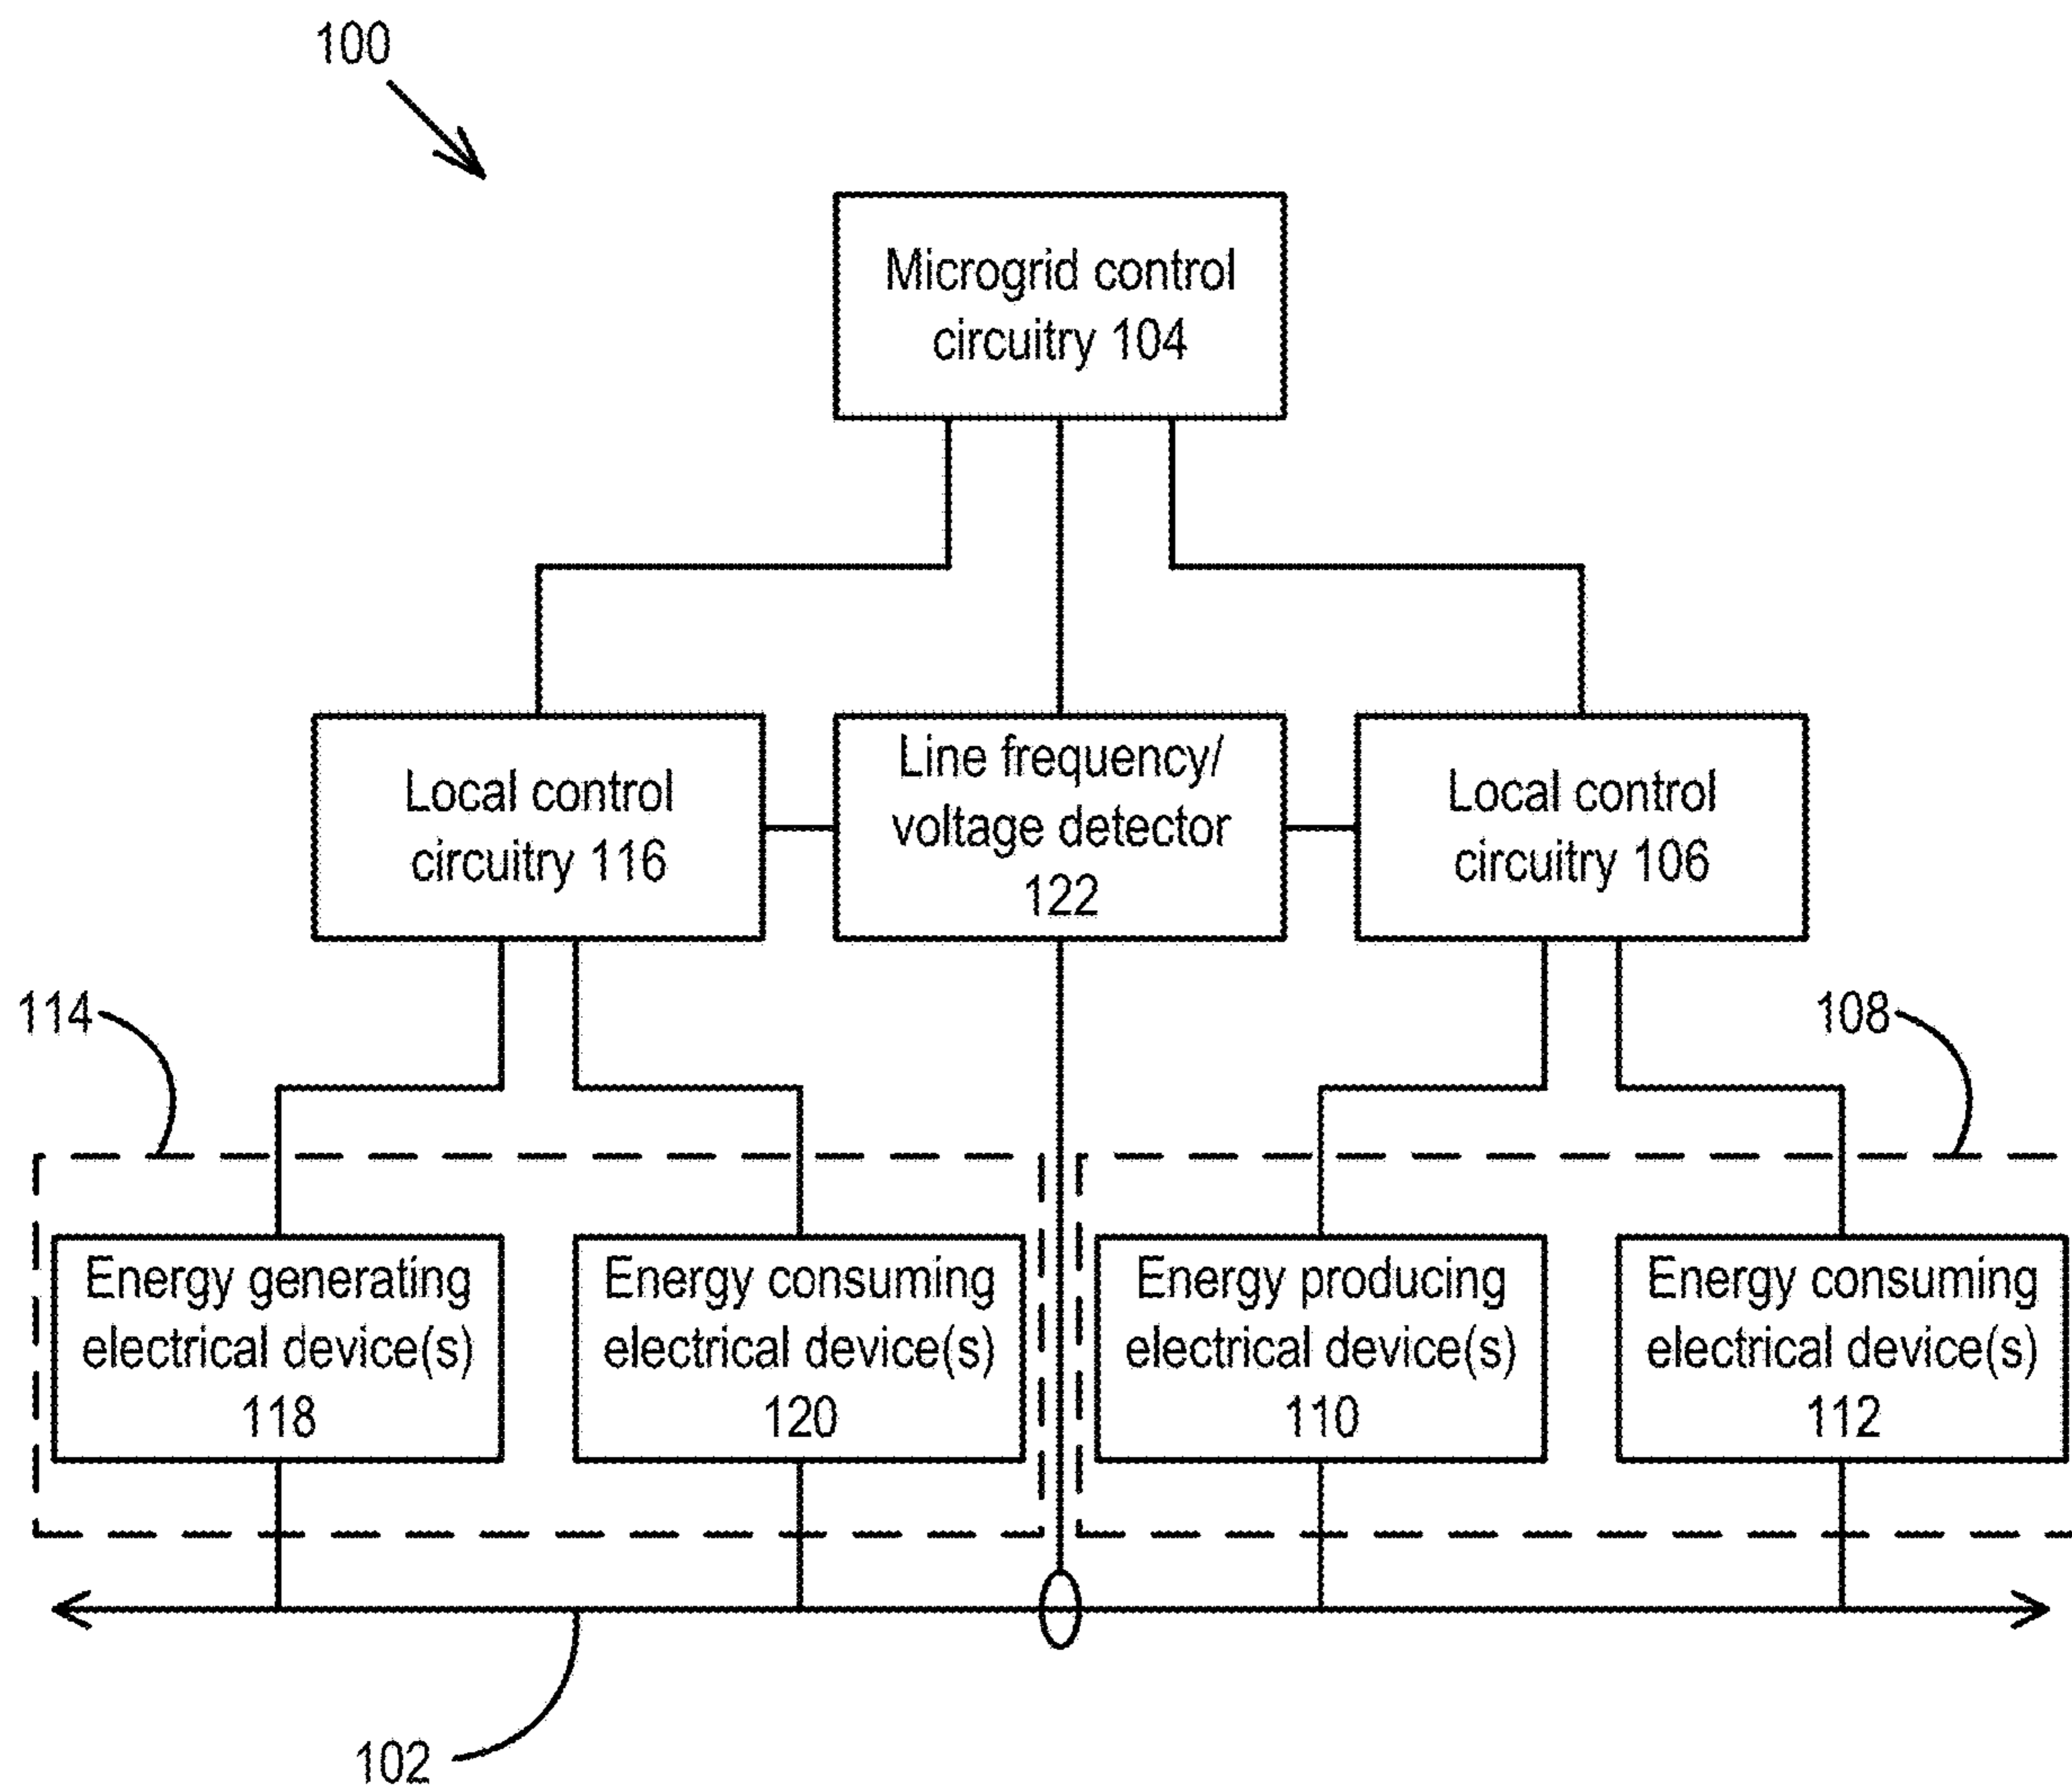 100
Microgrid control
circuitry 104
Local control
circuitry 116
Line frequency/
voltage detector
122
Local control
circuitry 106
114
108
Energy generating
electrical device(s)
118
Energy consuming
electrical device(s)
120
Energy producing
electrical device(s)
110
Energy consuming
electrical device(s)
112
102